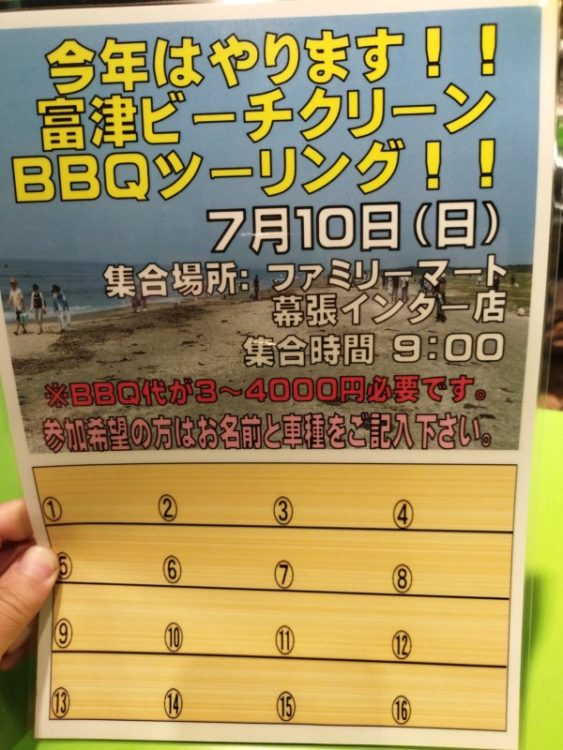 今年はやります！！
富津ビーチクリーン
BBQツーリング！！
7月10日（日）
集合場所: ファミリーマート
幕張インター店
集合時間 9:00
※BBQ代が3～4000円必要です。
参加希望の方はお名前と車種をご記入下さい。
① ② ③ ④
⑤ ⑥ ⑦ ⑧
⑨ ⑩ ⑪ ⑫
⑬ ⑭ ⑮ ⑯